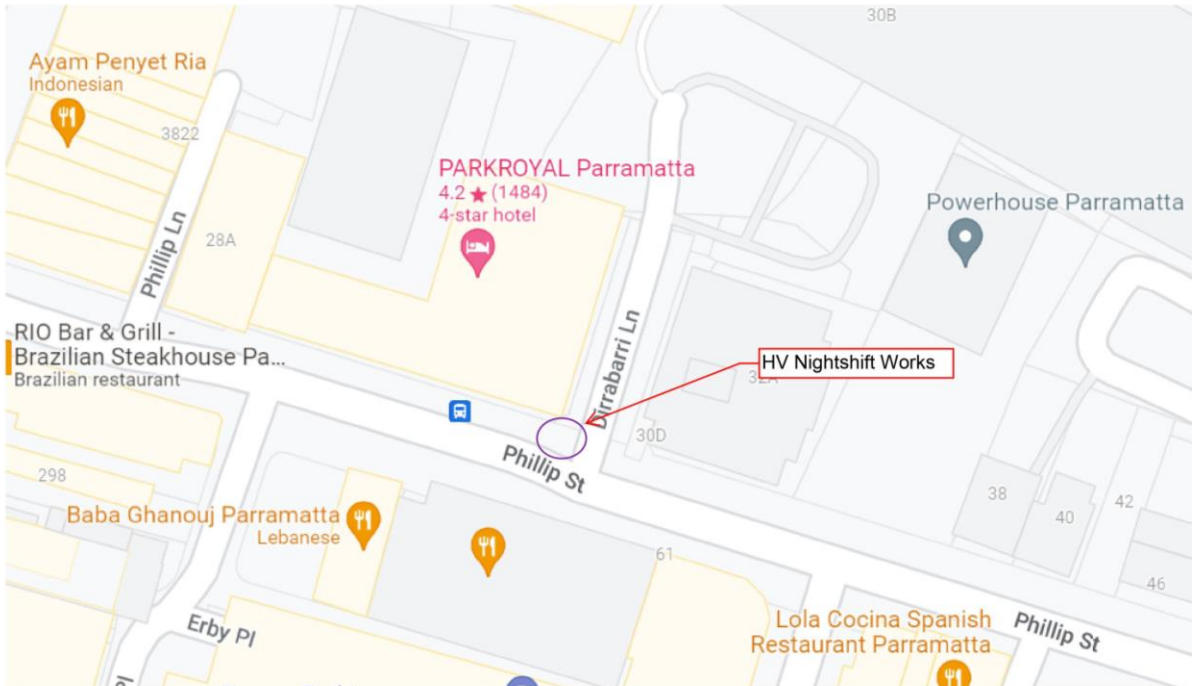 30B
Ayam Penyet Ria
Indonesian
3822
PARKROYAL Parramatta
4.2 ★ (1484)
4-star hotel
Powerhouse Parramatta
28A
Phillip Ln
RIO Bar & Grill -
Brazilian Steakhouse Pa...
Brazilian restaurant
Dirrabarri Ln
HV Nightshift Works
32A
30D
Phillip St
298
38
40
42
46
Baba Ghanouj Parramatta
Lebanese
61
Erby Pl
Lola Cocina Spanish
Restaurant Parramatta
Phillip St
Pl